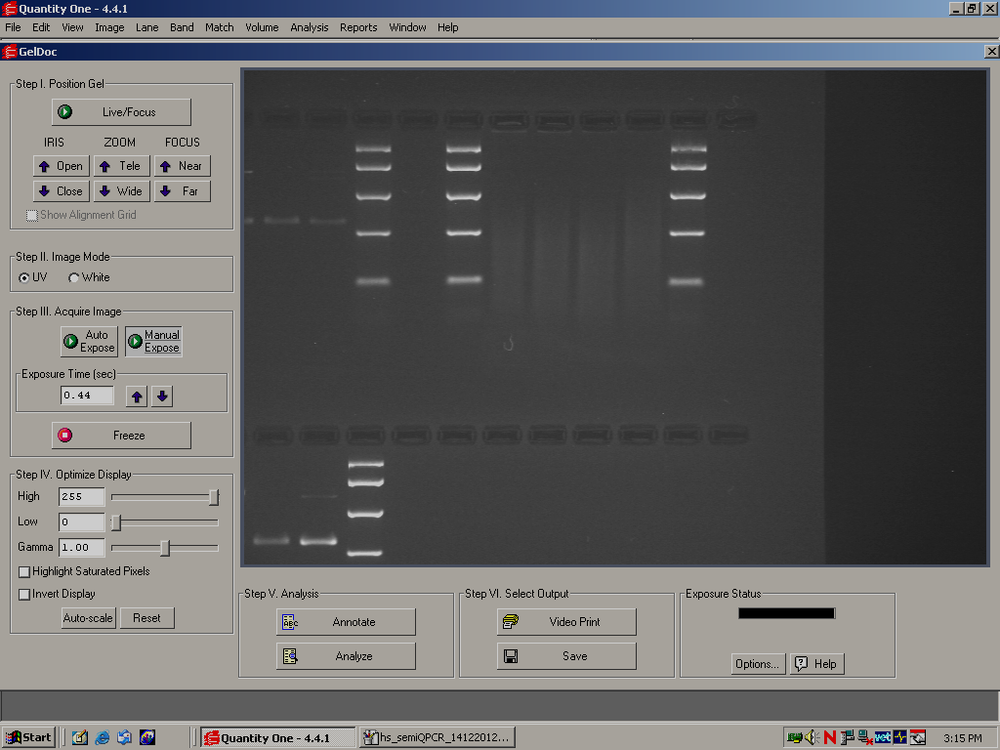 Quantity One - 4.4.1
File Edit View Image Lane Band Match Volume Analysis Reports Window Help
GelDoc
Step I. Position Gel
Live/Focus
IRIS ZOOM FOCUS
Open Tele Near
Close Wide Far
Show Alignment Grid
Step II. Image Mode
UV White
Step III. Acquire Image
Auto Expose
Manual Expose
Exposure Time (sec)
0.44
Freeze
Step IV. Optimize Display
High 255
Low 0
Gamma 1.00
Highlight Saturated Pixels
Invert Display
Auto-scale Reset
Step V. Analysis
Annotate
Analyze
Step VI. Select Output
Video Print
Save
Exposure Status
Options... Help
Start Quantity One - 4.4.1 hs_semiQPCR_14122012... 3:15 PM